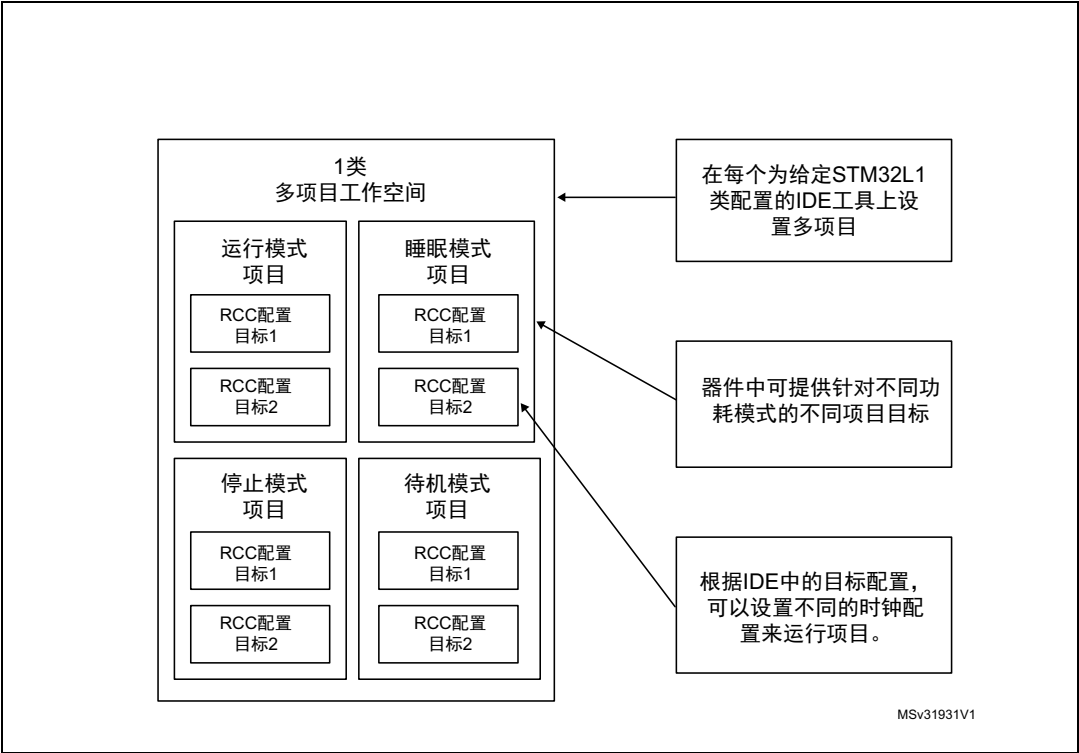 1类
多项目工作空间
运行模式
项目
RCC配置
目标1
RCC配置
目标2
睡眠模式
项目
RCC配置
目标1
RCC配置
目标2
停止模式
项目
RCC配置
目标1
RCC配置
目标2
待机模式
项目
RCC配置
目标1
RCC配置
目标2
在每个为给定STM32L1
类配置的IDE工具上设
置多项目
器件中可提供针对不同功
耗模式的不同项目目标
根据IDE中的目标配置，
可以设置不同的时钟配
置来运行项目。
MSv31931V1